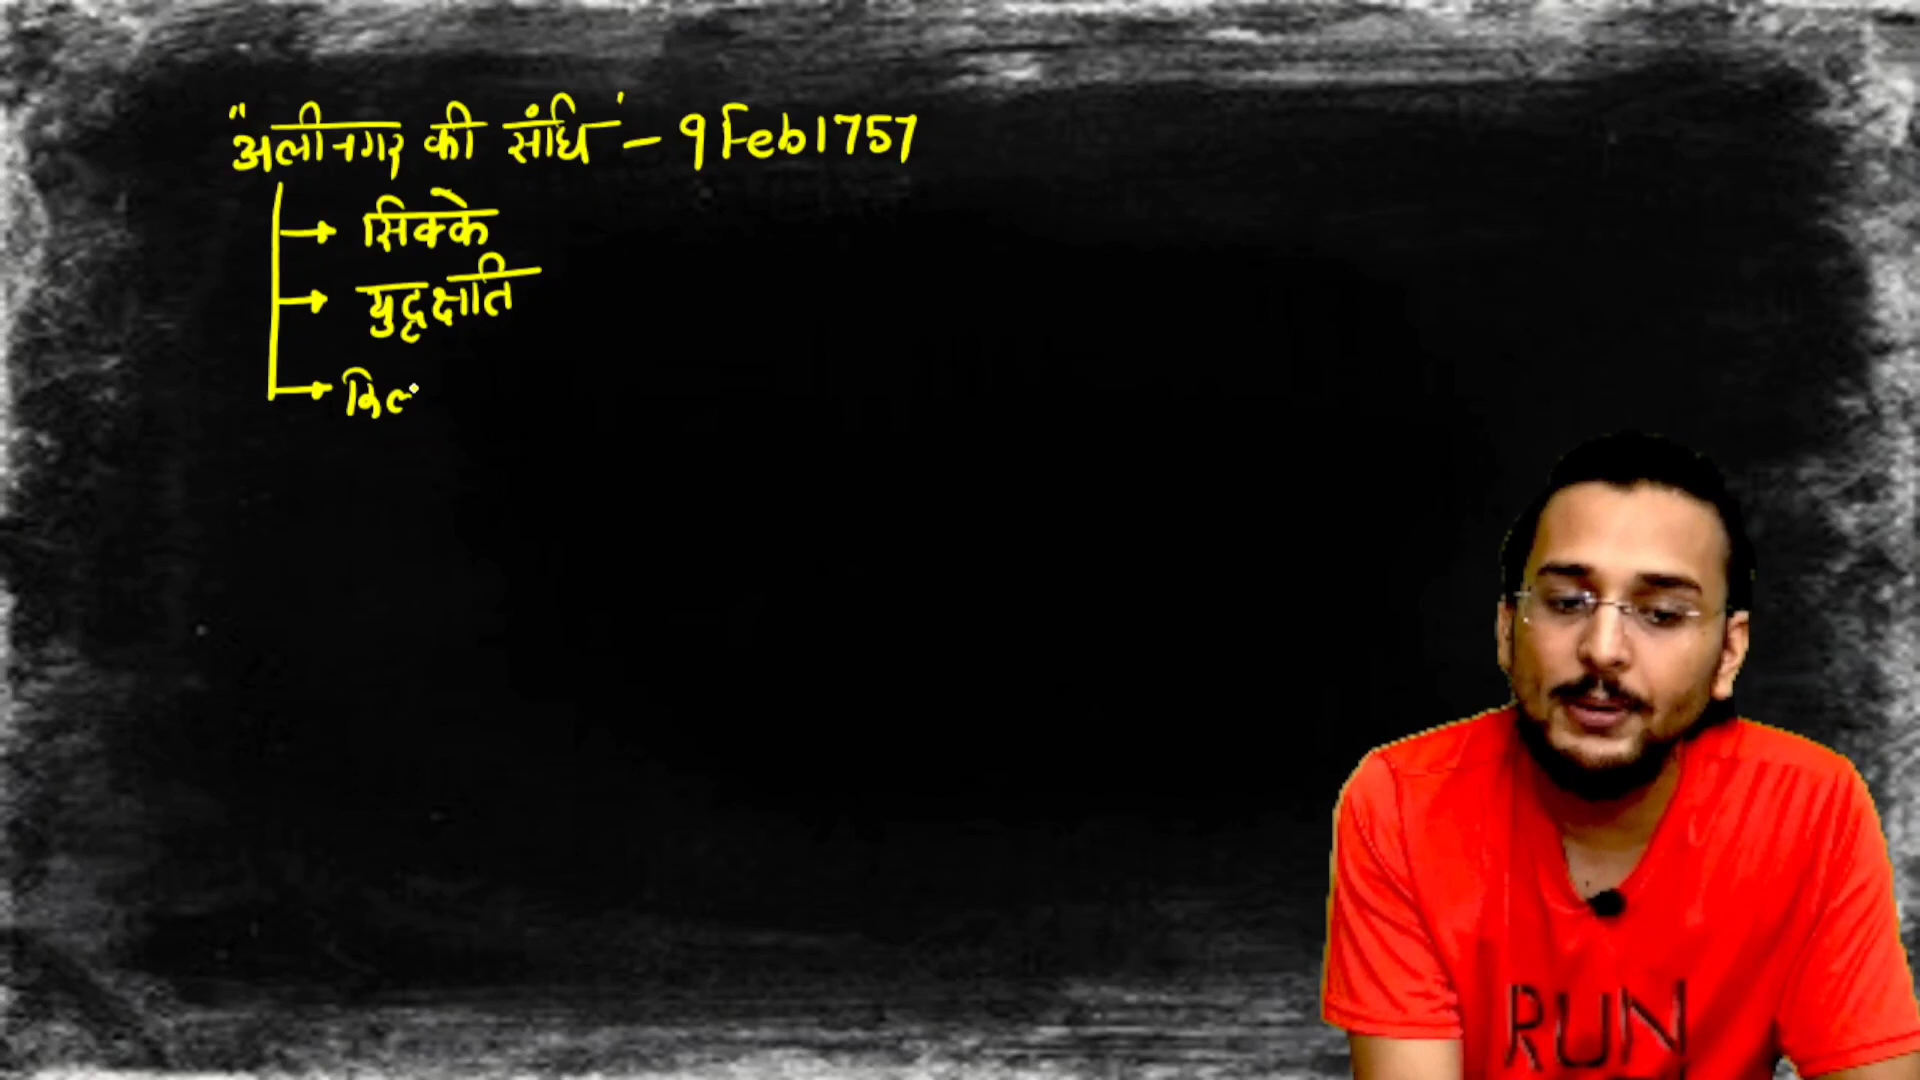 "अलीनगर की संधि' - 9 Feb 1757
→ सिक्के
→ युद्धक्षति
→ किल
RUN